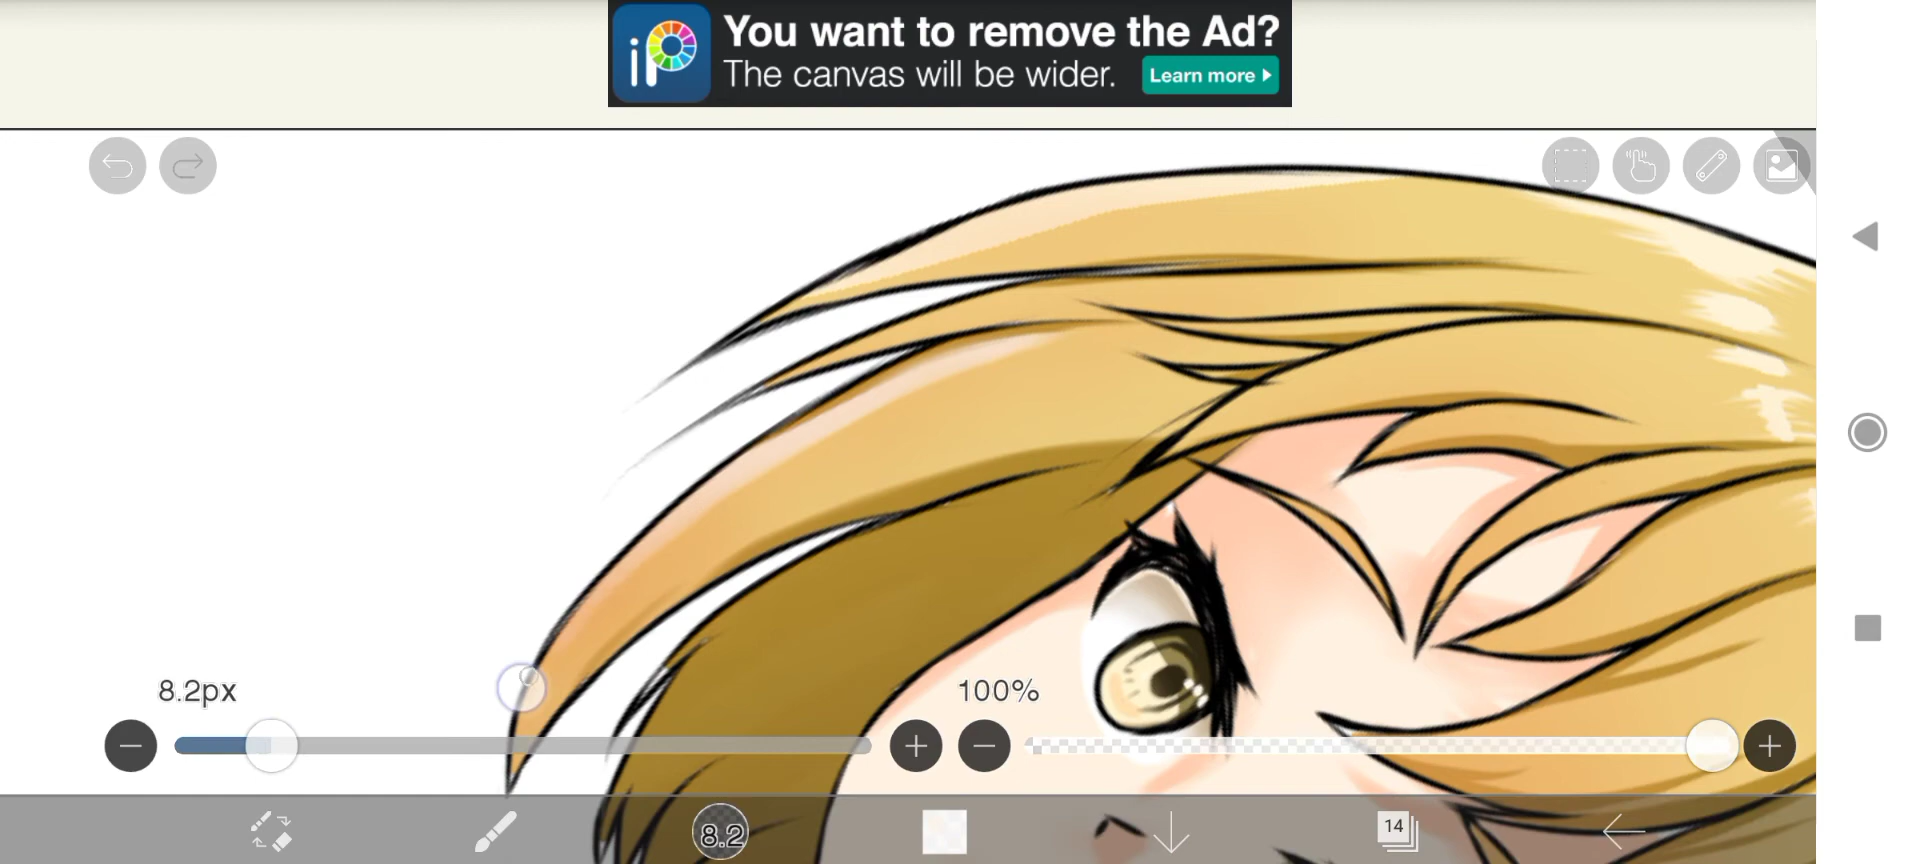 iP
You want to remove the Ad?
The canvas will be wider.
Learn more
8.2px
100%
8.2
14